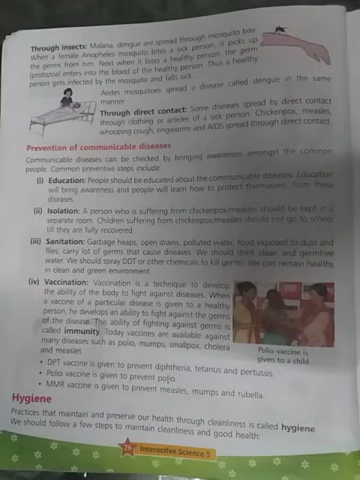 Through insects: Malaria, dengue are spread through mosquito bite.
When a female Anopheles mosquito bites a sick person, it picks up
the germs from him. Next when it bites a healthy person, the germ
(protozoa) enters into the blood of the healthy person. Thus a healthy
person gets infected by the mosquito and falls sick.
Aedes mosquitoes spread a disease called dengue in the same
manner.
Through direct contact: Some diseases spread by direct contact
through clothing or articles of a sick person. Chickenpox, measles,
whooping cough, ringworms and AIDS spread through direct contact.
Prevention of communicable diseases
Communicable diseases can be checked by bringing awareness amongst the common
people. Common preventive steps include:
(i) Education: People should be educated about the communicable diseases. Education
will bring awareness and people will learn how to protect themselves from these
diseases.
(ii) Isolation: A person who is suffering from chickenpox/measles should be kept in a
separate room. Children suffering from chickenpox/measles should not go to school
till they are fully recovered.
(iii) Sanitation: Garbage heaps, open drains, polluted water, food exposed to dust and
flies, carry lot of germs that cause diseases. We should drink clean and germfree
water. We should spray DDT or other chemicals to kill germs. We can remain healthy
in clean and green environment.
(iv) Vaccination: Vaccination is a technique to develop
the ability of the body to fight against diseases. When
a vaccine of a particular disease is given to a healthy
person, he develops an ability to fight against the germs
of the disease. This ability of fighting against germs is
called immunity. Today vaccines are available against
many diseases such as polio, mumps, smallpox, cholera
and measles.
Polio vaccine is
given to a child
• DPT vaccine is given to prevent diphtheria, tetanus and pertussis.
• Polio vaccine is given to prevent polio.
• MMR vaccine is given to prevent measles, mumps and rubella.
Hygiene
Practices that maintain and preserve our health through cleanliness is called hygiene.
We should follow a few steps to maintain cleanliness and good health:
Interactive Science 5